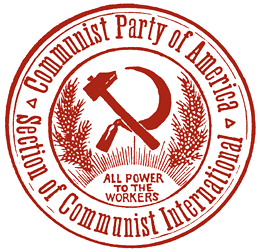 Communist Party of America
Section of Communist International
ALL POWER
TO THE
WORKERS